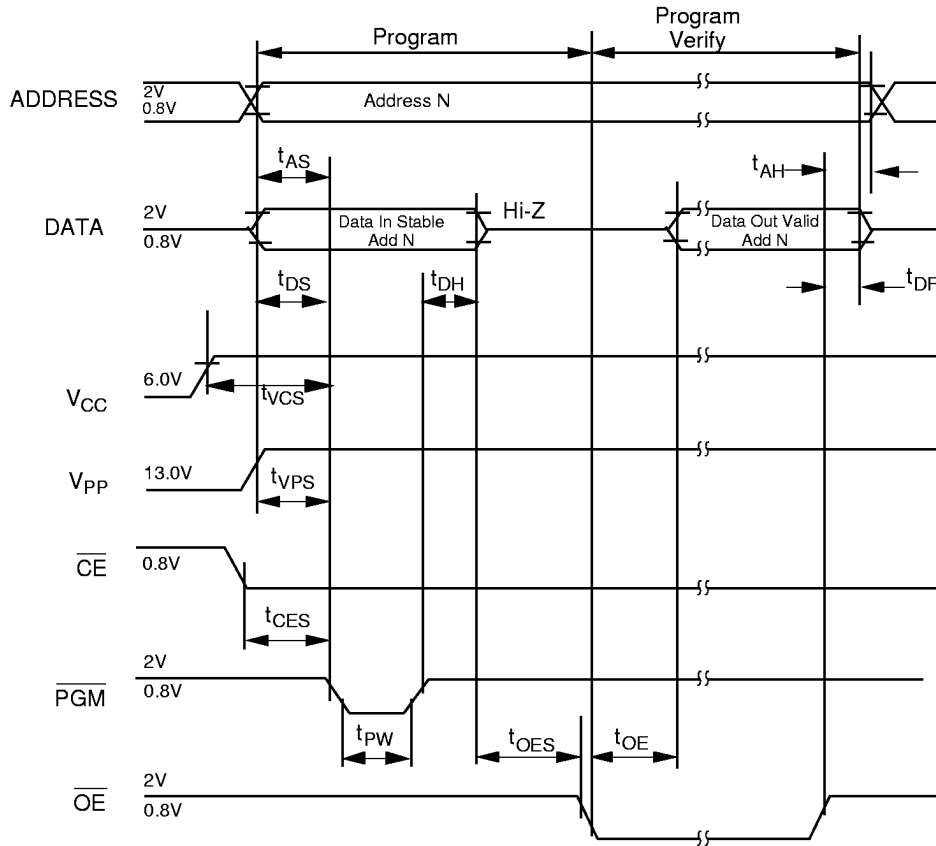 Program
Program
Verify
ADDRESS
2V
0.8V
Address N
tAS
tAH
DATA
2V
0.8V
Data In Stable
Add N
Hi-Z
Data Out Valid
Add N
tDS
tDH
tDF
VCC
6.0V
tVCS
VPP
13.0V
tVPS
CE
0.8V
tCES
PGM
2V
0.8V
tPW
tOES
tOE
OE
2V
0.8V